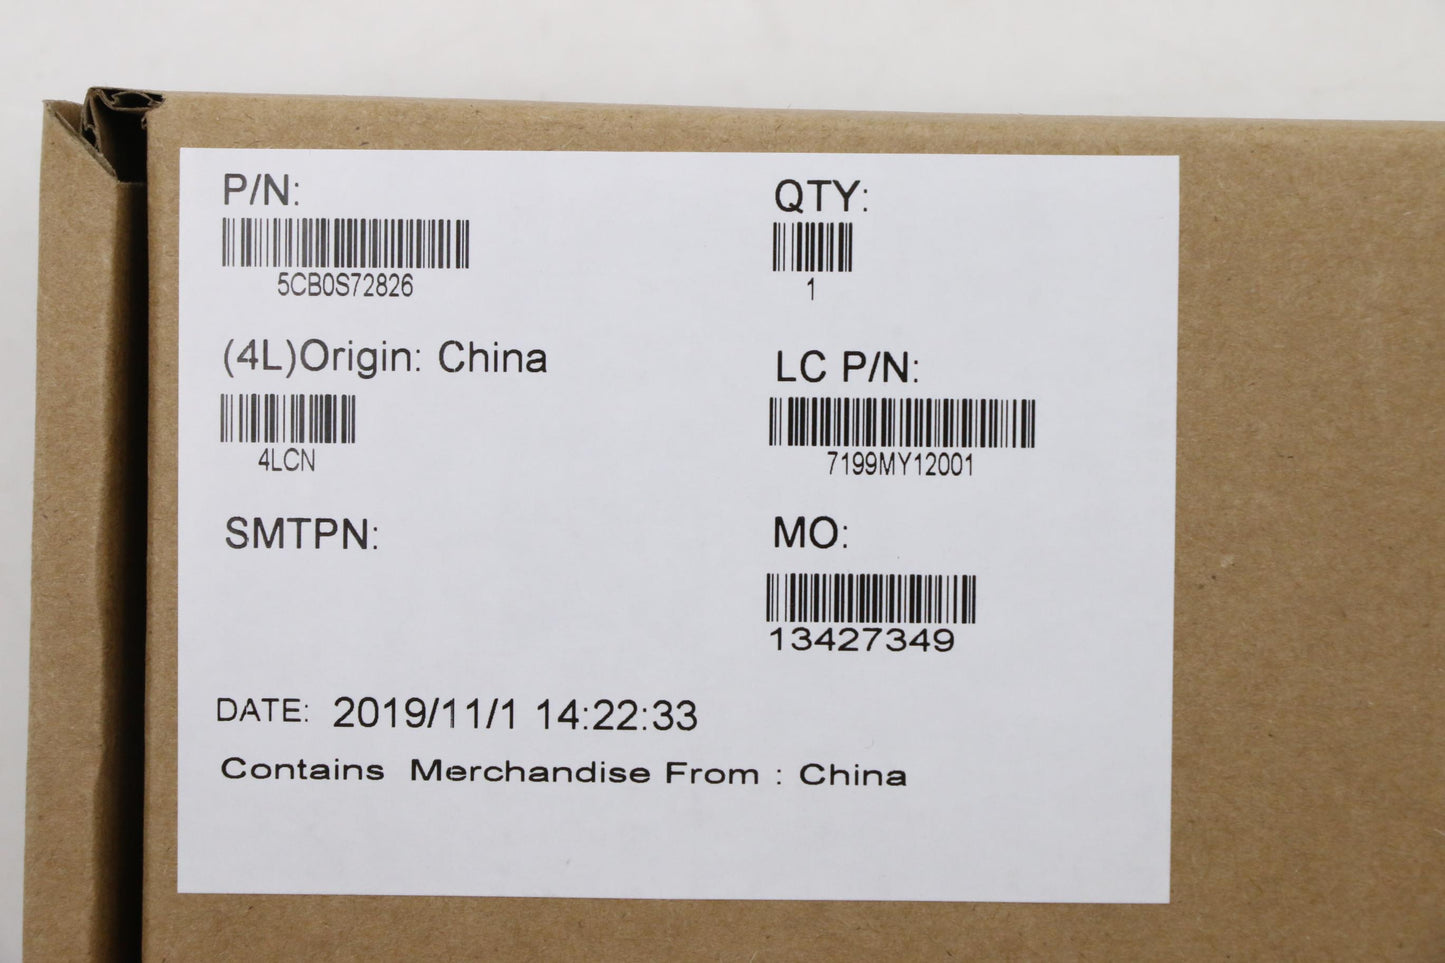 P/N:
5CB0S72826
QTY:
1
(4L)Origin: China
4LCN
LC P/N:
7199MY12001
SMTPN:
MO:
13427349
DATE: 2019/11/1 14:22:33
Contains Merchandise From : China